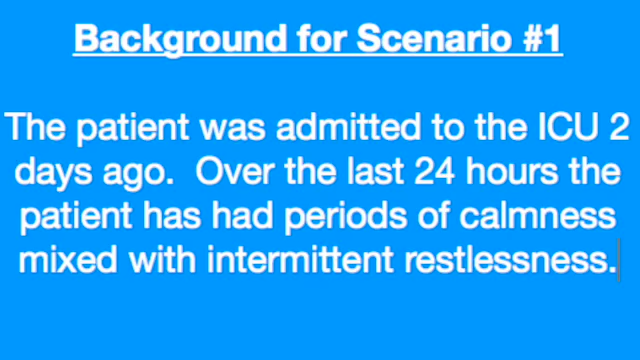 Background for Scenario #1
The patient was admitted to the ICU 2
days ago.  Over the last 24 hours the
patient has had periods of calmness
mixed with intermittent restlessness.